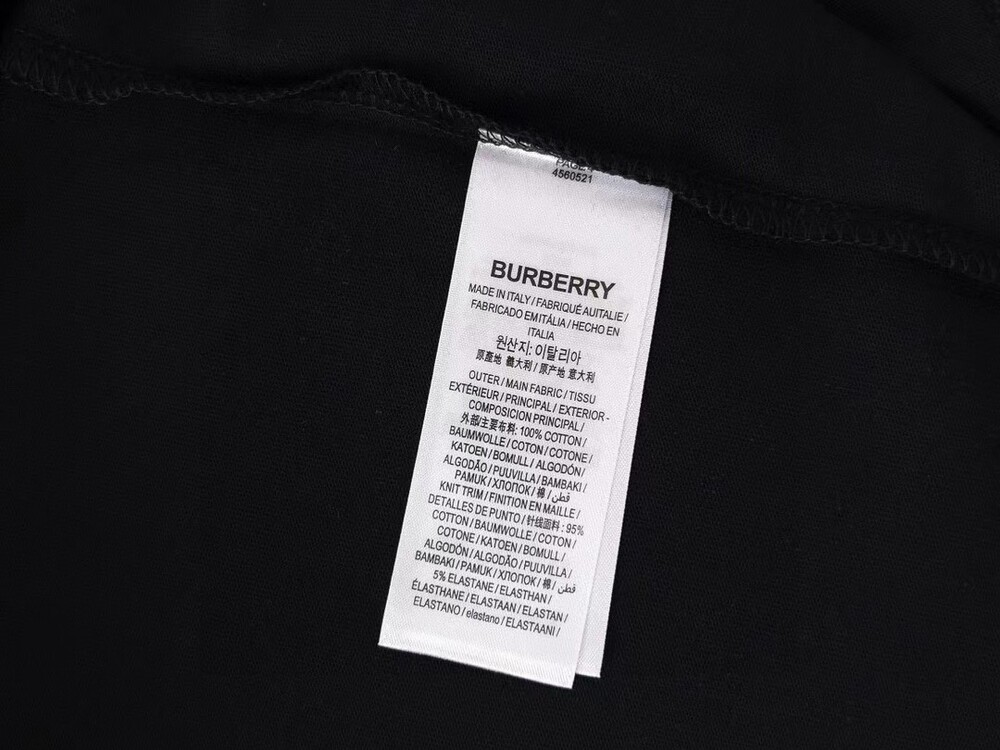 4560521
BURBERRY
MADE IN ITALY / FABRIQUÉ AUITALIE /
FABRICADO EMITÁLIA / HECHO EN
ITALIA
원산지: 이탈리아
原產地 義大利 / 原产地 意大利
OUTER / MAIN FABRIC / TISSU
EXTÉRIEUR / PRINCIPAL / EXTERIOR -
COMPOSICION PRINCIPAL /
外部/主要布料: 100% COTTON /
BAUMWOLLE / COTON / COTONE /
KATOEN / BOMULL / ALGODÓN /
ALGODÃO / PUUVILLA / BAMBAKI /
PAMUK / ХЛОПОК / 棉 / قطن /
KNIT TRIM / FINITION EN MAILLE /
DETALLES DE PUNTO / 针线面料 : 95%
COTTON / BAUMWOLLE / COTON /
COTONE / KATOEN / BOMULL /
ALGODÓN / ALGODÃO / PUUVILLA /
BAMBAKI / PAMUK / ХЛОПОК / 棉 / قطن /
5% ELASTANE / ELASTHAN /
ÉLASTHANE / ELASTAAN / ELASTAN /
ELASTANO / elastano / ELASTAANI /